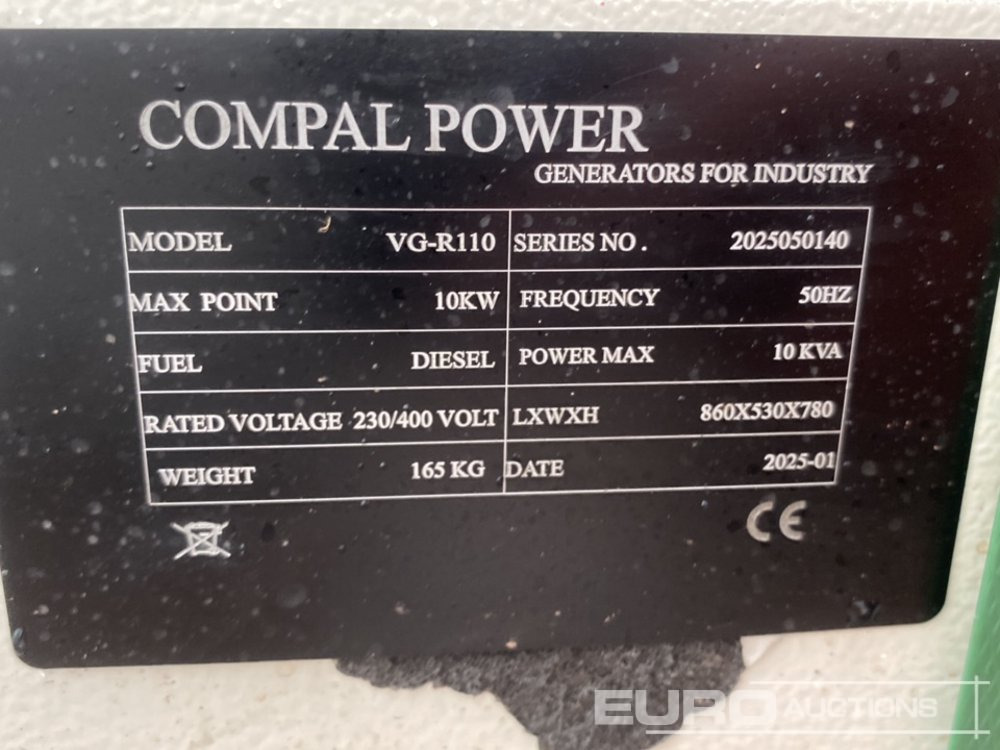 COMPAL POWER
GENERATORS FOR INDUSTRY
MODEL VG-R110 SERIES NO. 2025050140
MAX POINT 10KW FREQUENCY 50HZ
FUEL DIESEL POWER MAX 10 KVA
RATED VOLTAGE 230/400 VOLT LXWXH 860X530X780
WEIGHT 165 KG DATE 2025-01
CE
EURO AUCTIONS